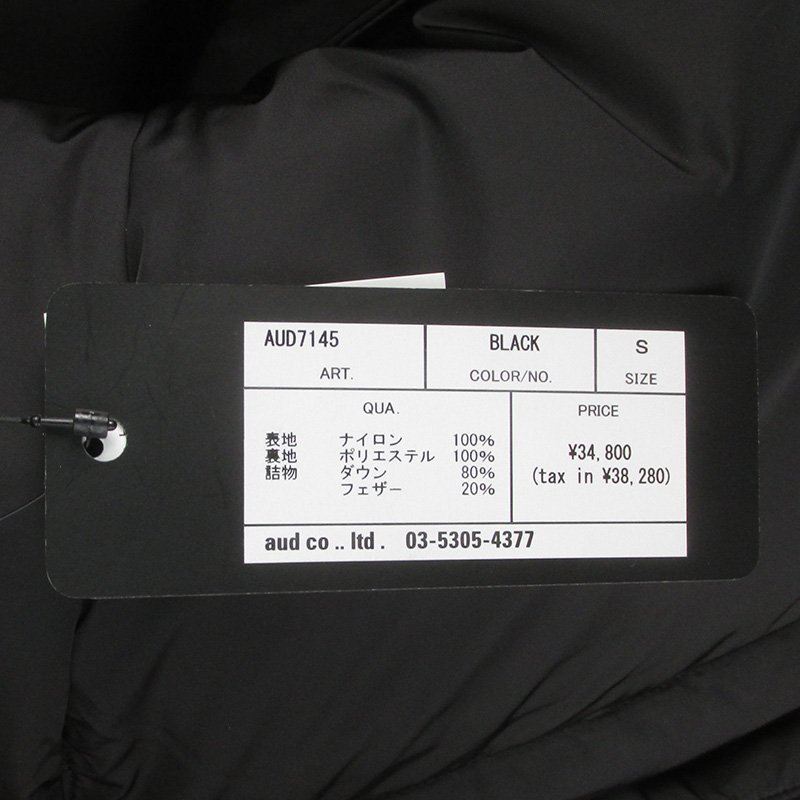 AUD7145 BLACK S
ART. COLOR/NO. SIZE
QUA. PRICE
表地 ナイロン 100%
裏地 ポリエステル 100%
詰物 ダウン 80%
フェザー 20%
¥34,800
(tax in ¥38,280)
aud co .. ltd . 03-5305-4377